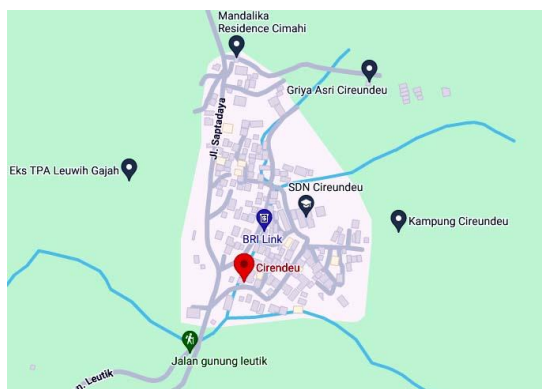 Mandalika
Residence Cimahi
Griya Asri Cireundeu
Jl. Saptadaya
Eks TPA Leuwih Gajah
SDN Cireundeu
Kampung Cireundeu
BRI Link
Cirendeu
Jalan gunung leutik
n. Leutik